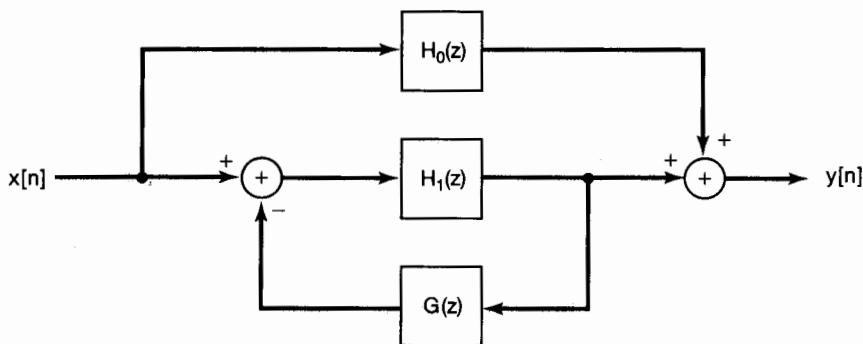 H₀(z)
+
x[n]
+
+
−
H₁(z)
+
+
y[n]
G(z)